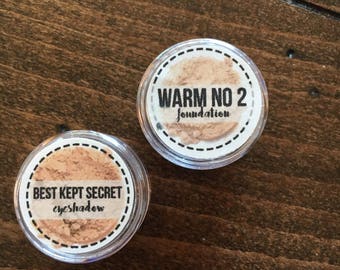 WARM NO 2
foundation
BEST KEPT SECRET
eyeshadow